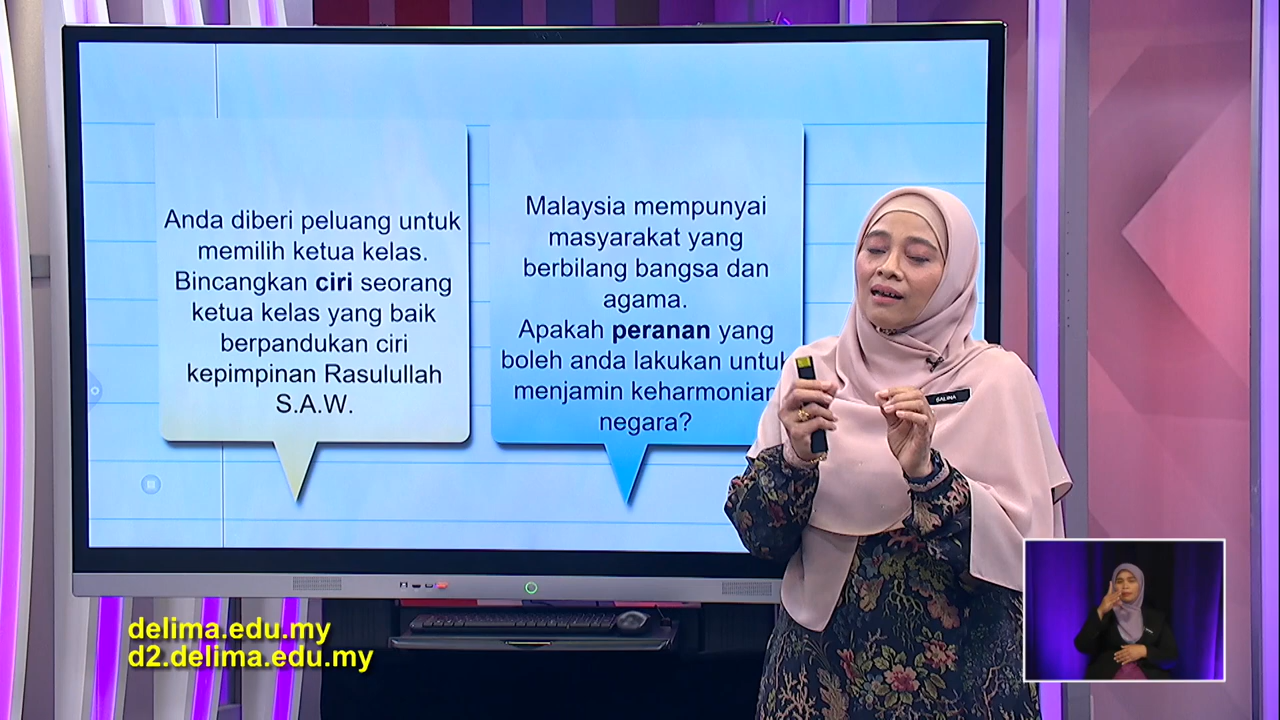 Anda diberi peluang untuk
memilih ketua kelas.
Bincangkan ciri seorang
ketua kelas yang baik
berpandukan ciri
kepimpinan Rasulullah
S.A.W.
Malaysia mempunyai
masyarakat yang
berbilang bangsa dan
agama.
Apakah peranan yang
boleh anda lakukan untuk
menjamin keharmonian
negara?
SALINA
delima.edu.my
d2.delima.edu.my